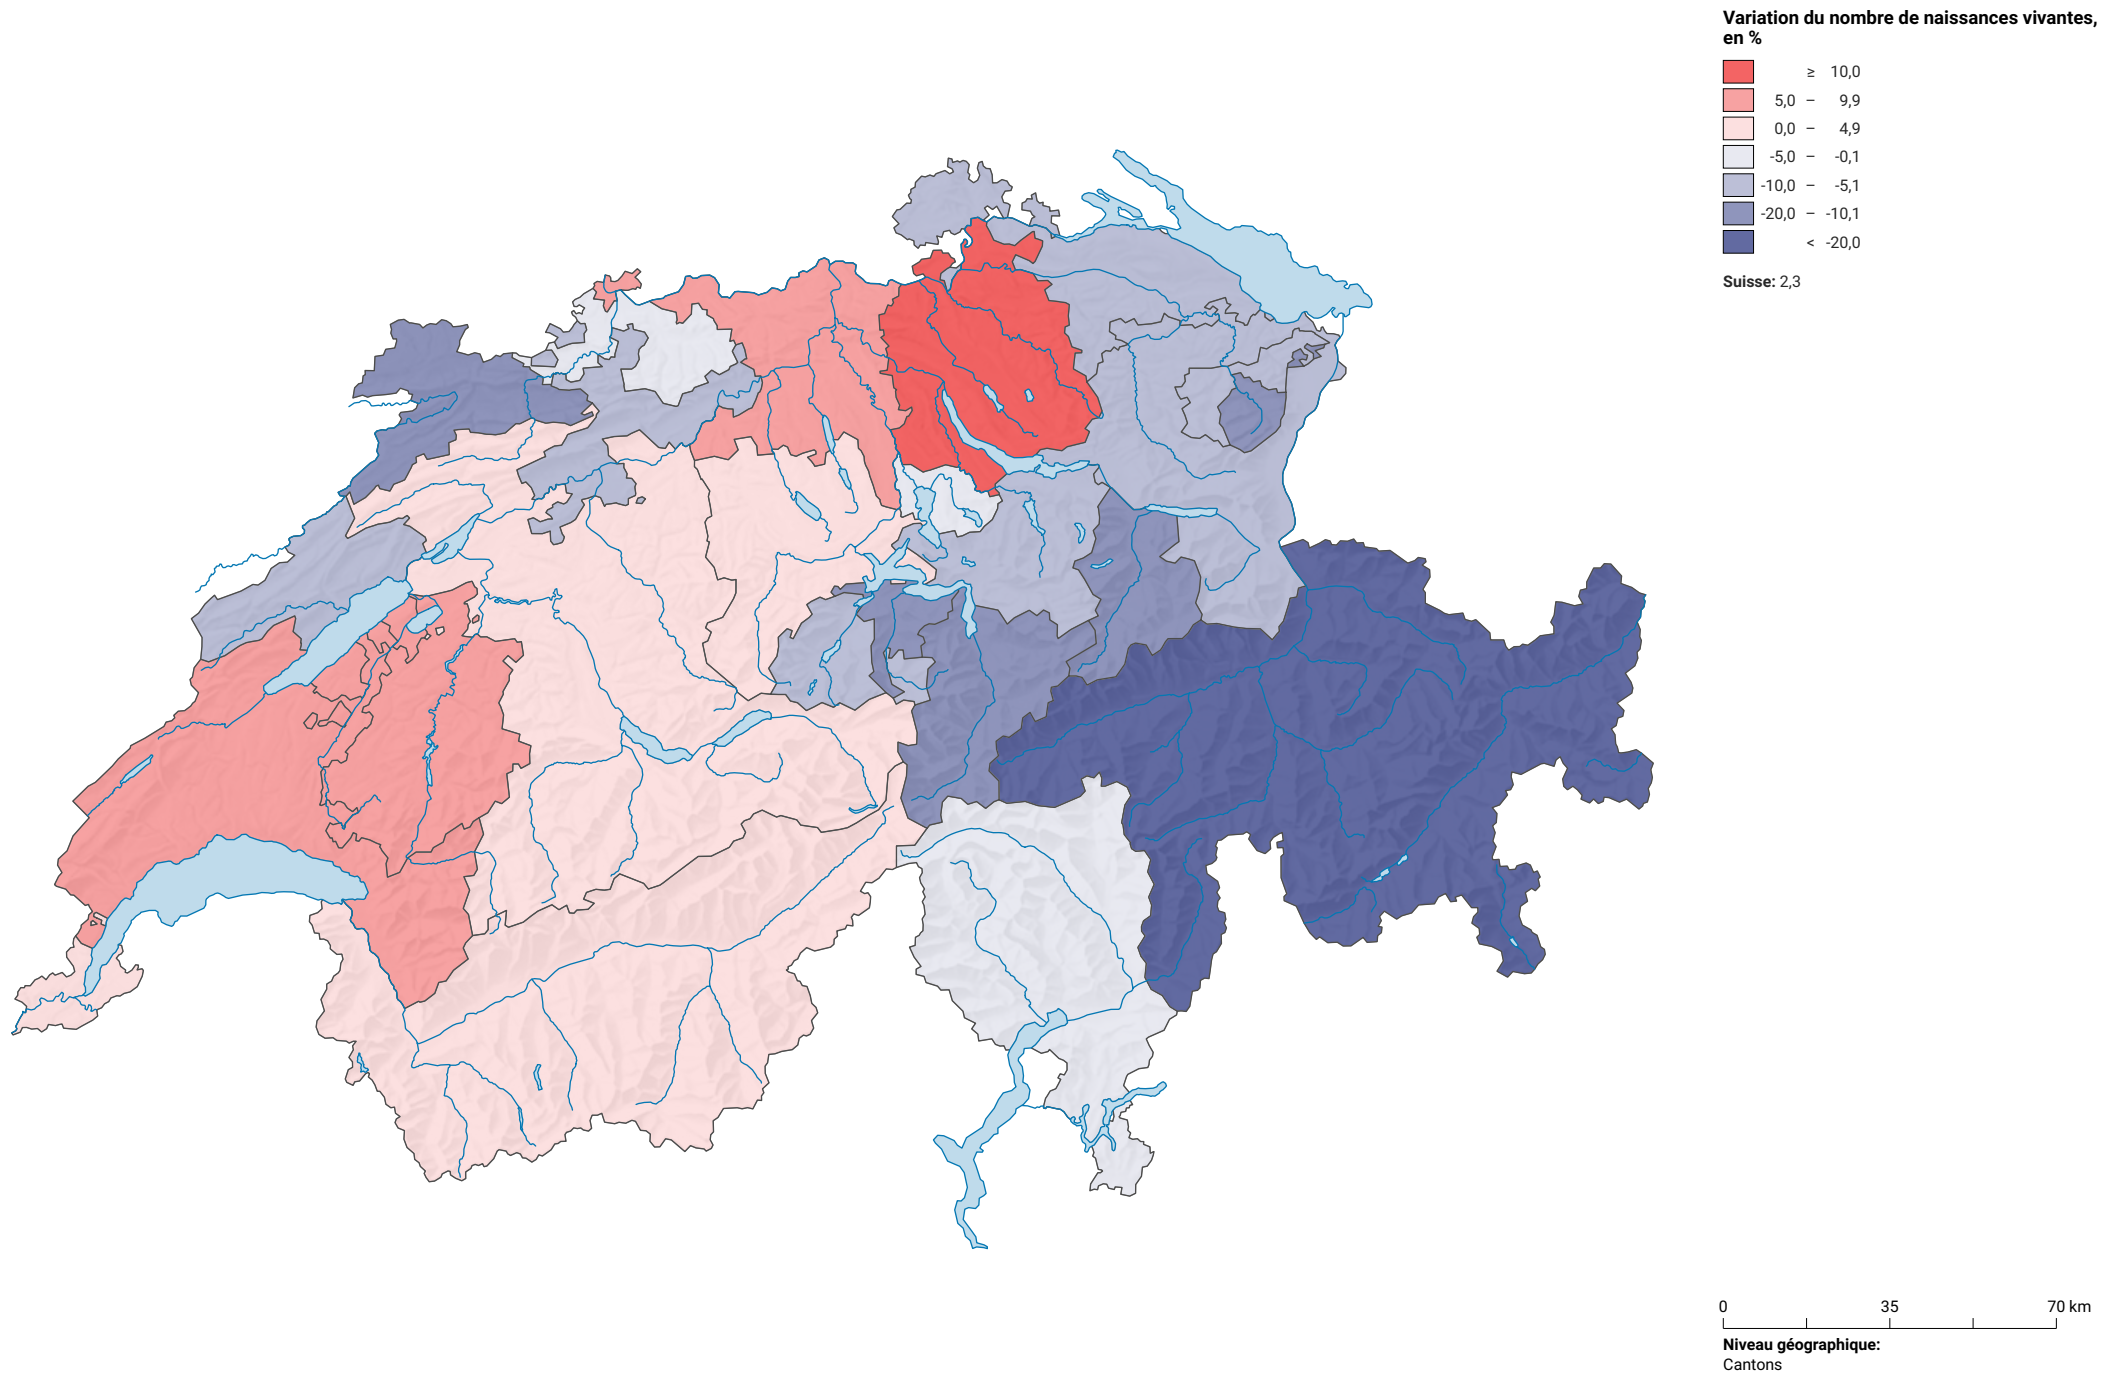 Variation du nombre de naissances vivantes,
en %
≥ 10,0
5,0 – 9,9
0,0 – 4,9
-5,0 – -0,1
-10,0 – -5,1
-20,0 – -10,1
< -20,0
Suisse: 2,3
0 35 70 km
Niveau géographique:
Cantons